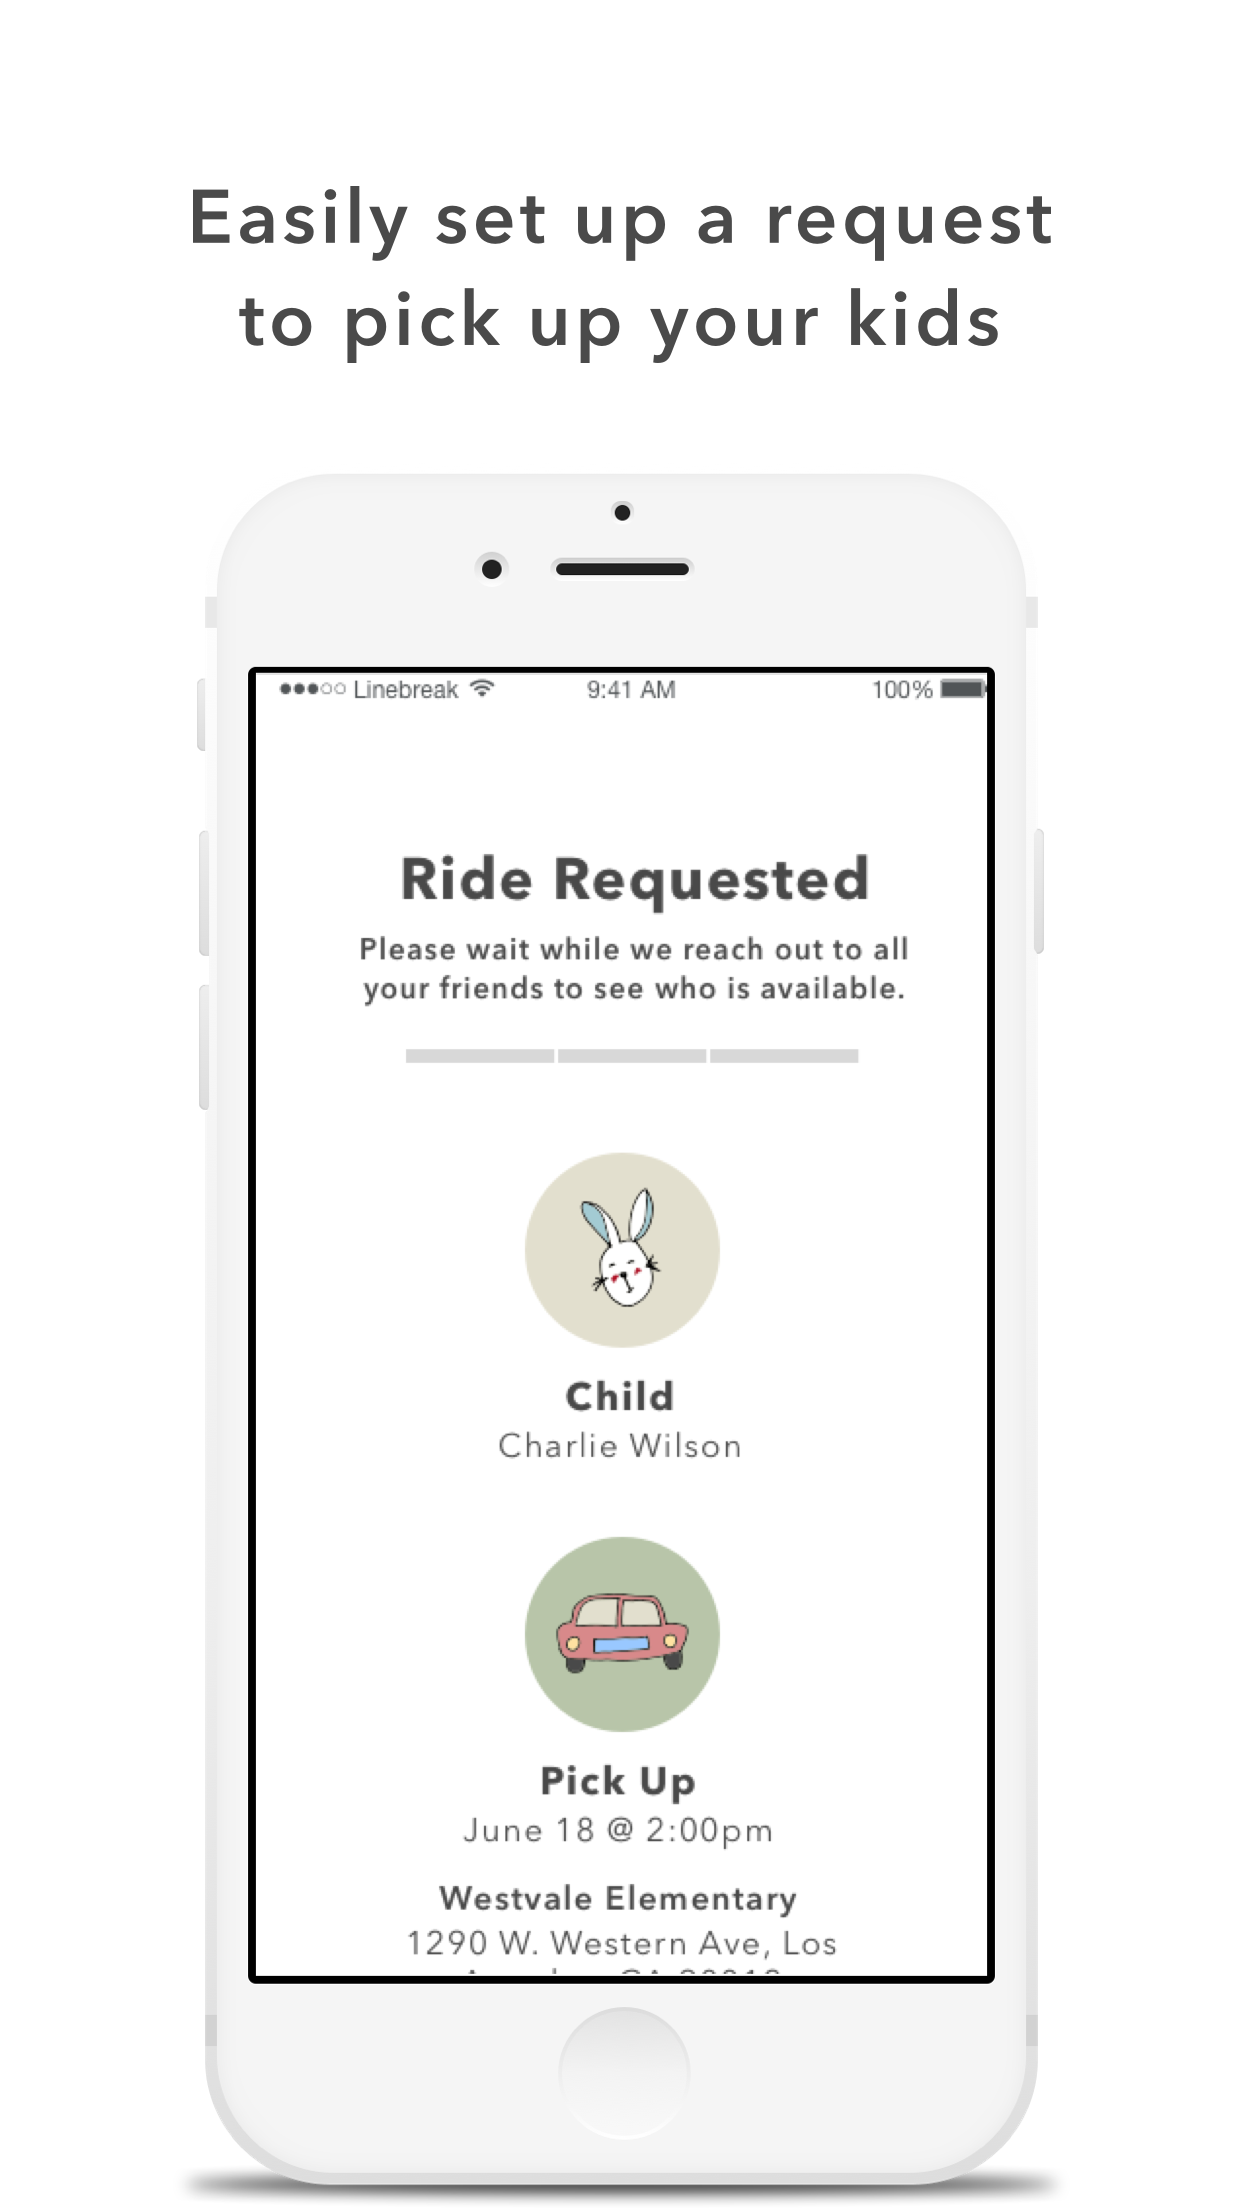 Easily set up a request
to pick up your kids
Linebreak 9:41 AM 100%
Ride Requested
Please wait while we reach out to all
your friends to see who is available.
Child
Charlie Wilson
Pick Up
June 18 @ 2:00pm
Westvale Elementary
1290 W. Western Ave, Los